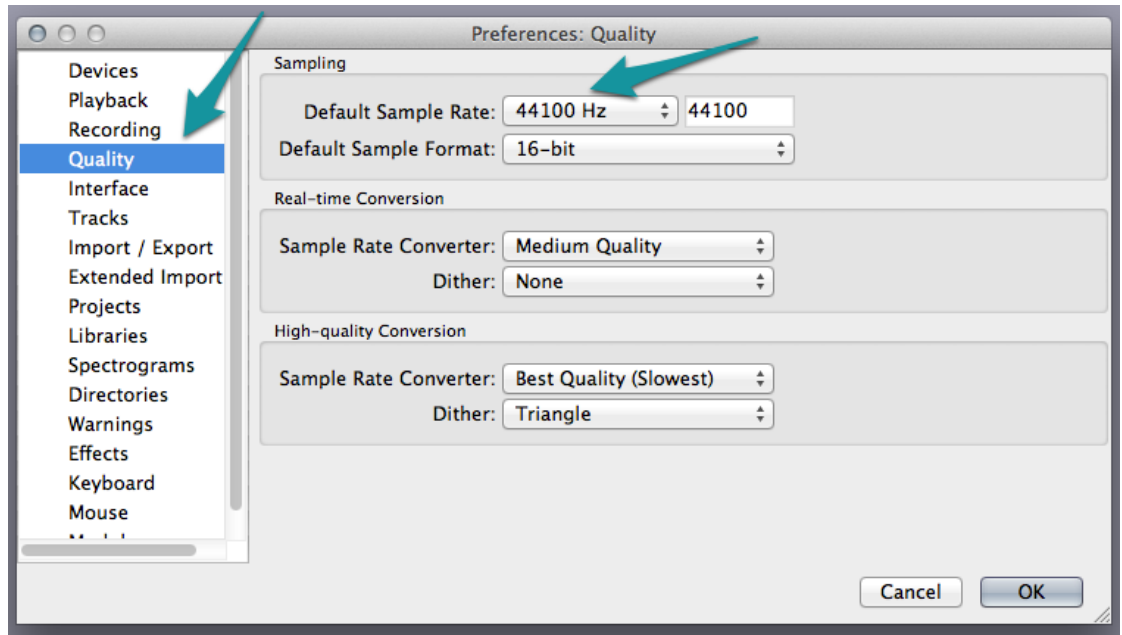 Preferences: Quality
Devices
Playback
Recording
Quality
Interface
Tracks
Import / Export
Extended Import
Projects
Libraries
Spectrograms
Directories
Warnings
Effects
Keyboard
Mouse
Sampling
Default Sample Rate: 44100 Hz 44100
Default Sample Format: 16-bit
Real-time Conversion
Sample Rate Converter: Medium Quality
Dither: None
High-quality Conversion
Sample Rate Converter: Best Quality (Slowest)
Dither: Triangle
Cancel OK